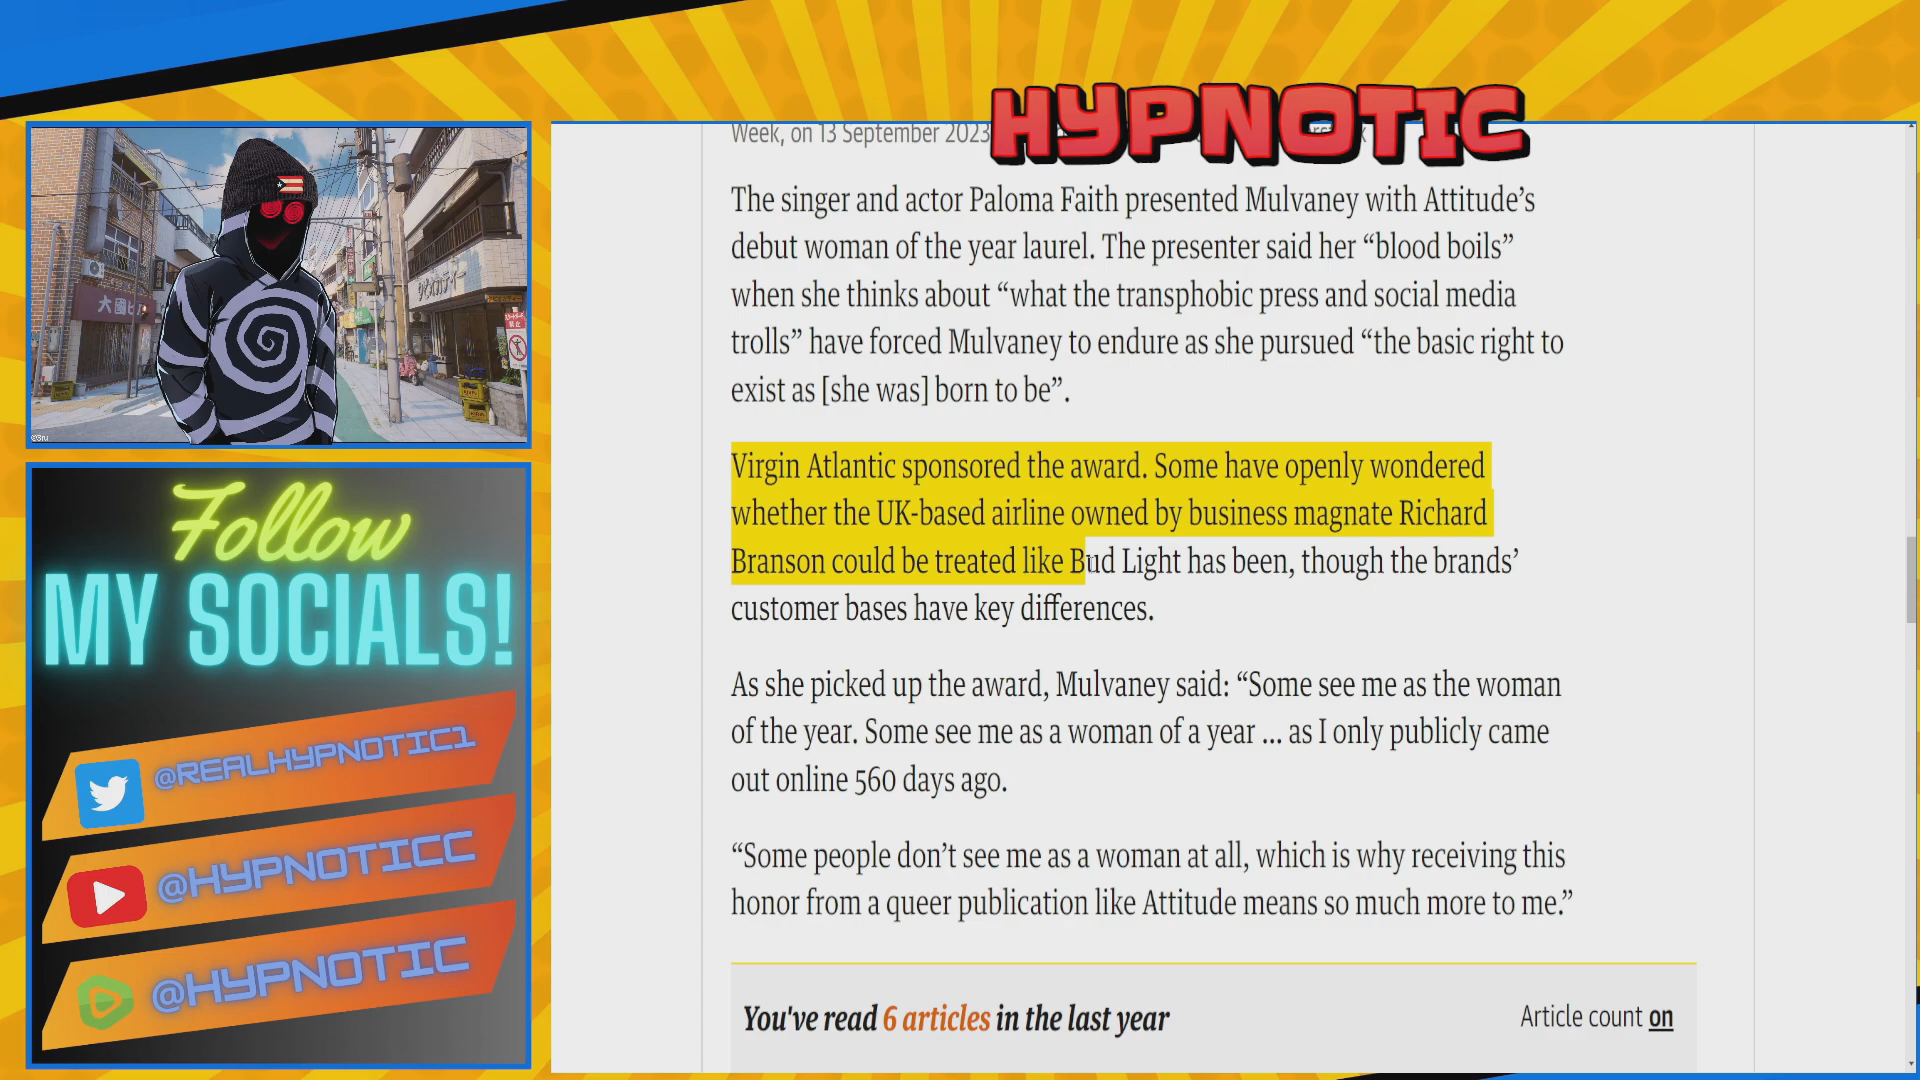 HYPNOTIC
Week, on 13 September 2023
The singer and actor Paloma Faith presented Mulvaney with Attitude’s
debut woman of the year laurel. The presenter said her “blood boils”
when she thinks about “what the transphobic press and social media
trolls” have forced Mulvaney to endure as she pursued “the basic right to
exist as [she was] born to be”.
Virgin Atlantic sponsored the award. Some have openly wondered
whether the UK-based airline owned by business magnate Richard
Branson could be treated like Bud Light has been, though the brands’
customer bases have key differences.
As she picked up the award, Mulvaney said: “Some see me as the woman
of the year. Some see me as a woman of a year ... as I only publicly came
out online 560 days ago.
“Some people don’t see me as a woman at all, which is why receiving this
honor from a queer publication like Attitude means so much more to me.”
You've read 6 articles in the last year
Article count on
Follow
MY SOCIALS!
@REALHYPNOTIC1
@HYPNOTICC
@HYPNOTIC